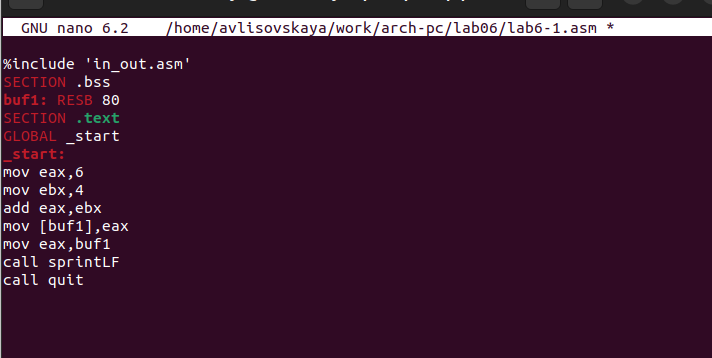 GNU nano 6.2 /home/avlisovskaya/work/arch-pc/lab06/lab6-1.asm *
%include 'in_out.asm'
SECTION .bss
buf1: RESB 80
SECTION .text
GLOBAL _start
_start:
mov eax,6
mov ebx,4
add eax,ebx
mov [buf1],eax
mov eax,buf1
call sprintLF
call quit